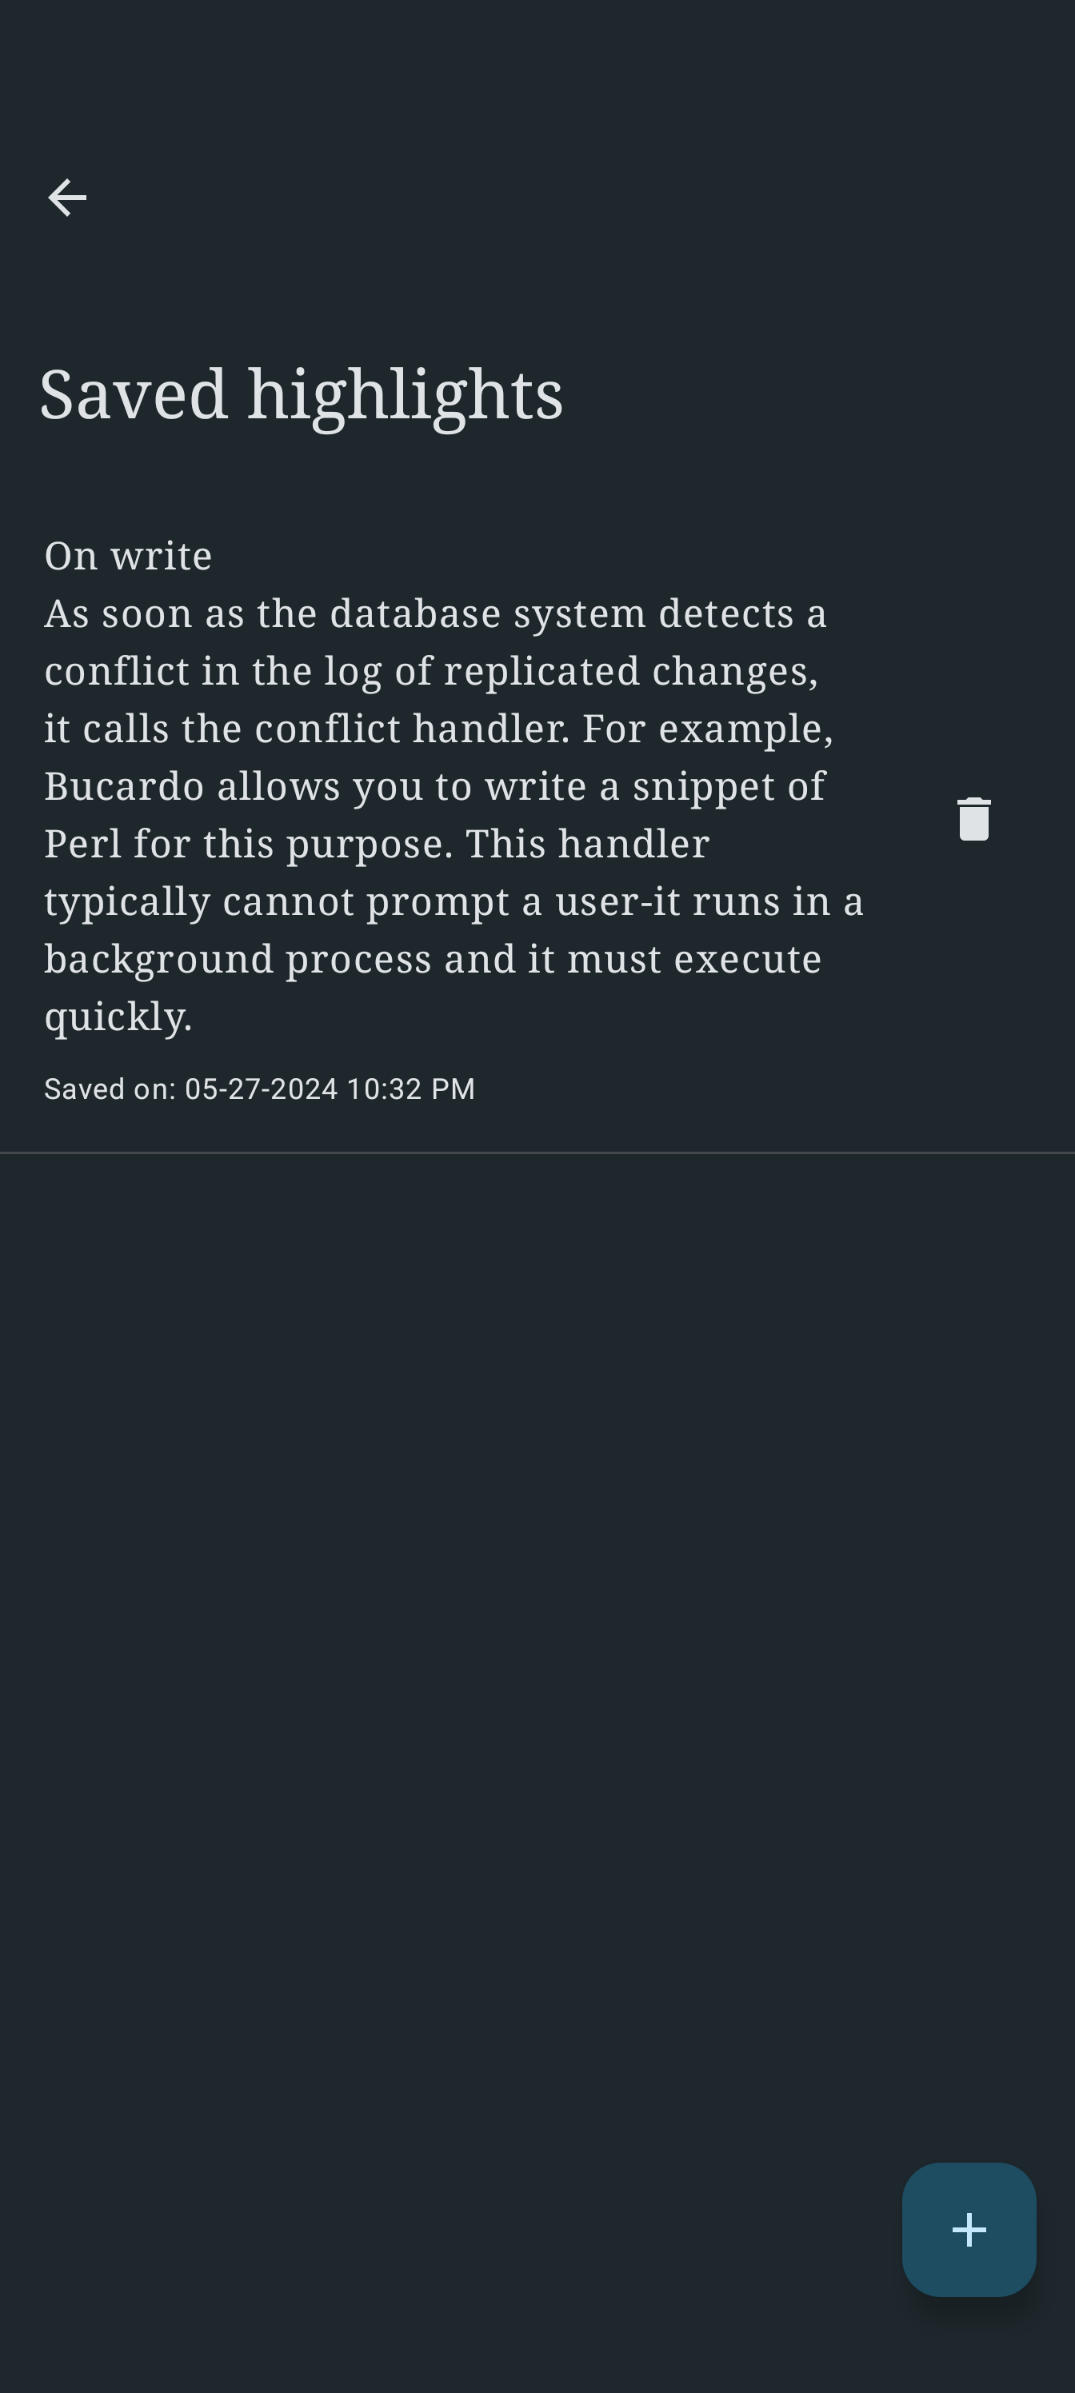 Saved highlights
On write
As soon as the database system detects a
conflict in the log of replicated changes,
it calls the conflict handler. For example,
Bucardo allows you to write a snippet of
Perl for this purpose. This handler
typically cannot prompt a user-it runs in a
background process and it must execute
quickly.
Saved on: 05-27-2024 10:32 PM